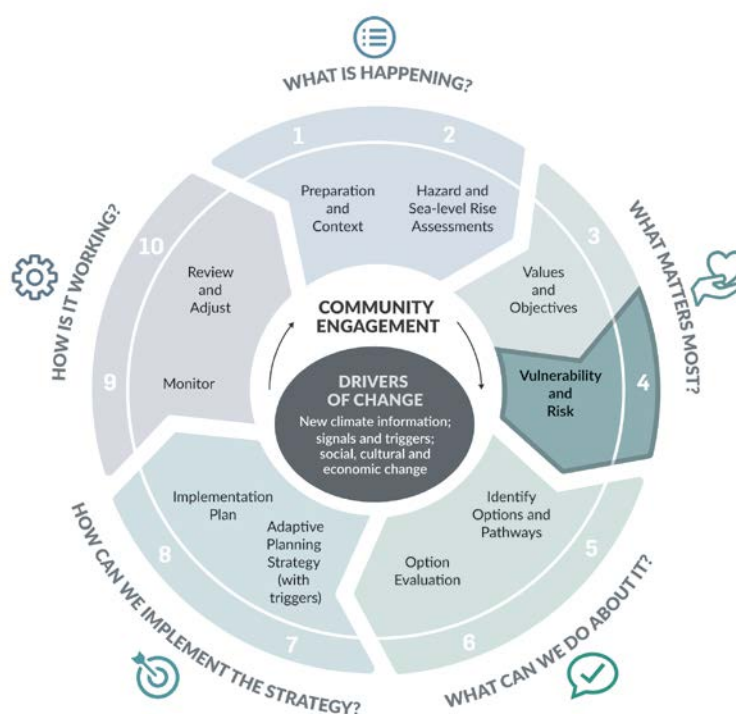 WHAT IS HAPPENING?
1
2
Preparation
and
Context
Hazard and
Sea-level Rise
Assessments
WHAT MATTERS MOST?
3
Values
and
Objectives
4
Vulnerability
and
Risk
WHAT CAN WE DO ABOUT IT?
5
Identify
Options and
Pathways
6
Option
Evaluation
HOW CAN WE IMPLEMENT THE STRATEGY?
7
Adaptive
Planning
Strategy
(with
triggers)
8
Implementation
Plan
HOW IS IT WORKING?
9
Monitor
10
Review
and
Adjust
COMMUNITY
ENGAGEMENT
DRIVERS
OF CHANGE
New climate information;
signals and triggers;
social, cultural and
economic change